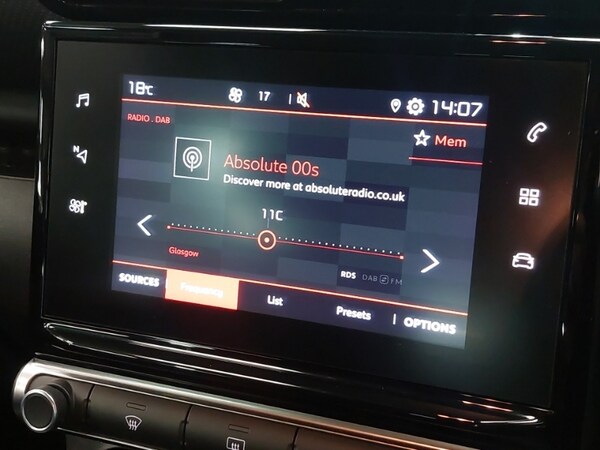 18°C 17 14:07
RADIO . DAB
Mem
Absolute 00s
Discover more at absoluteradio.co.uk
11C
N
Glasgow
RDS DAB FM
SOURCES Frequency List Presets OPTIONS